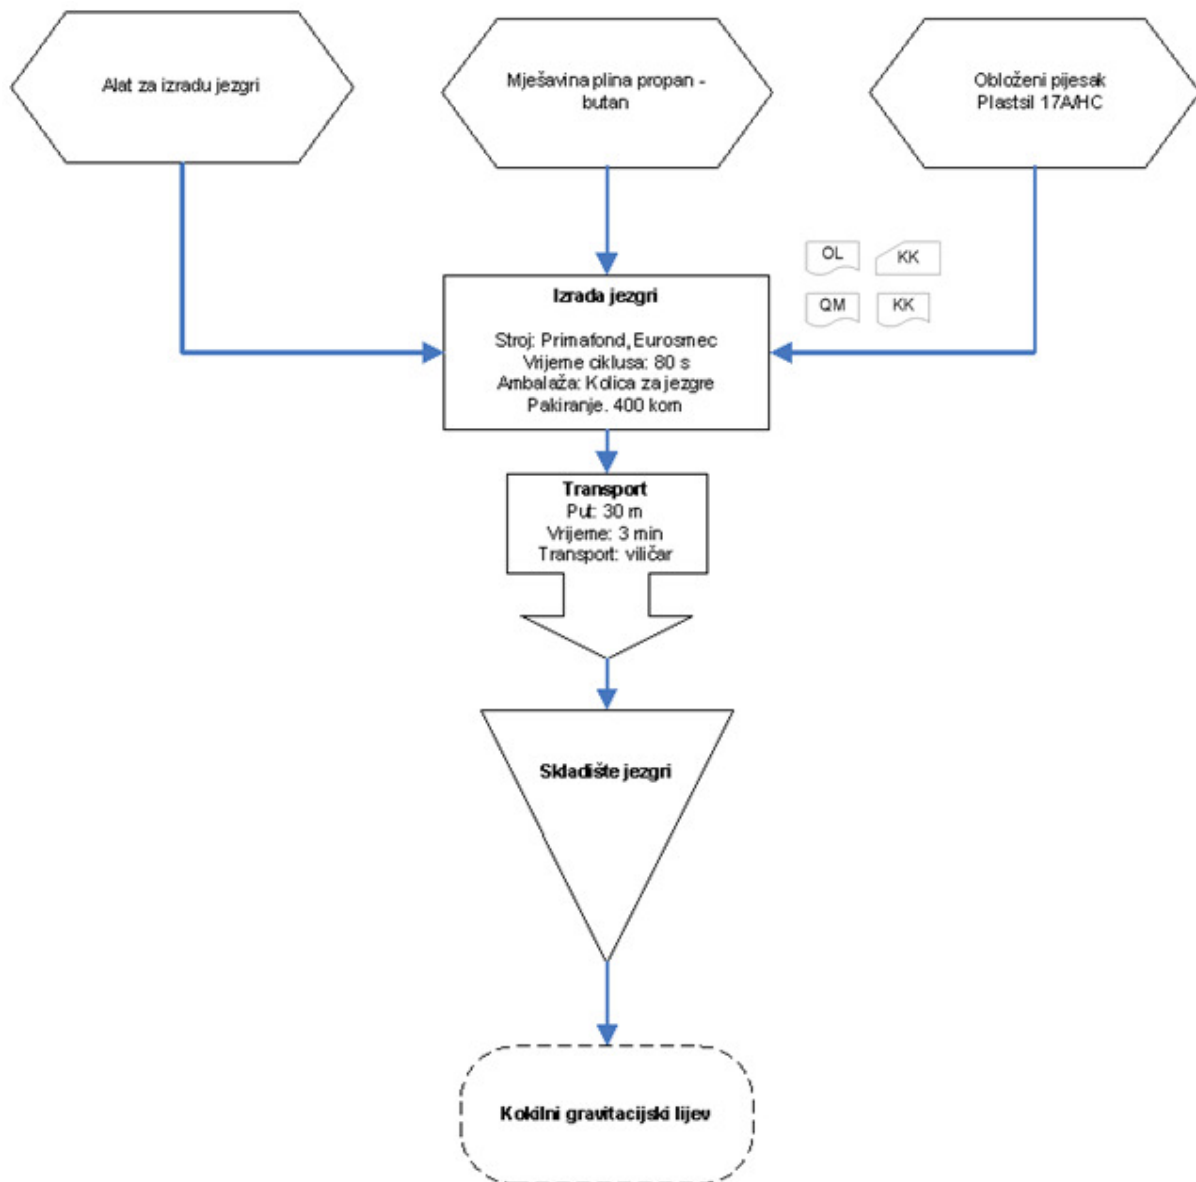 Alat za izradu jezgri
Mješavina plina propan -
butan
Obloženi pijesak
Plastsil 17A/HC
OL
KK
QM
KK
Izrada jezgri
Stroj: Primafond, Eurosmec
Vrijeme ciklusa: 80 s
Ambalaža: Kolica za jezgre
Pakiranje. 400 kom
Transport
Put: 30 m
Vrijeme: 3 min
Transport: viličar
Skladište jezgri
Kokilni gravitacijski lijev